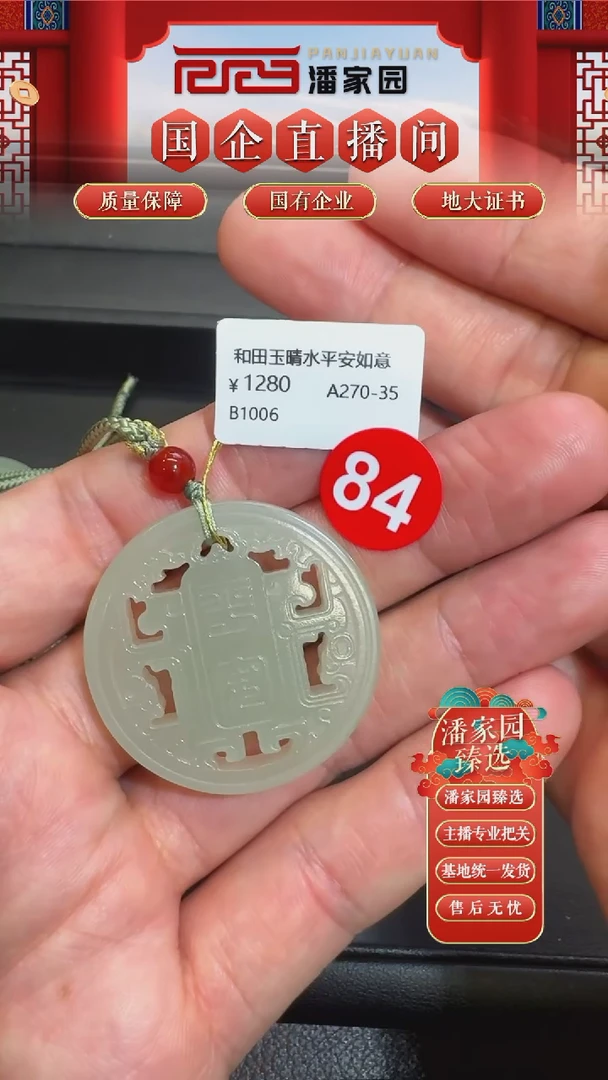 PANJIAYUAN
潘家园
国企直播间
质量保障
国有企业
地大证书
和田玉晴水平安如意
¥1280 A270-35
B1006
84
潘家园
臻选
潘家园臻选
主播专业把关
基地统一发货
售后无忧